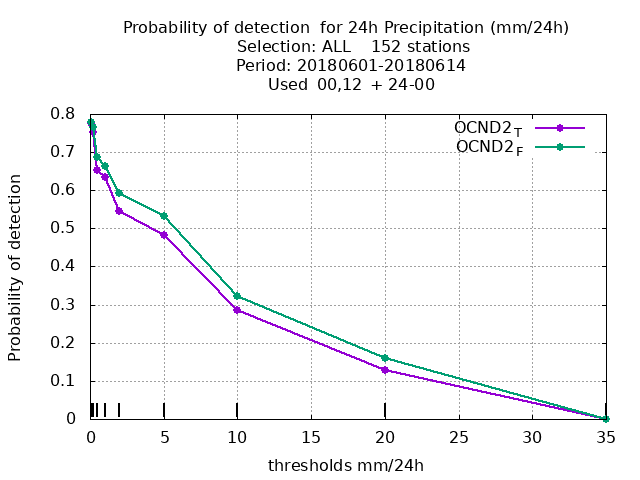 Probability of detection  for 24h Precipitation (mm/24h)
Selection: ALL    152 stations
Period: 20180601-20180614
Used  00,12  + 24-00
OCND2T
OCND2F
Probability of detection
0.8
0.7
0.6
0.5
0.4
0.3
0.2
0.1
0
0 5 10 15 20 25 30 35
thresholds mm/24h